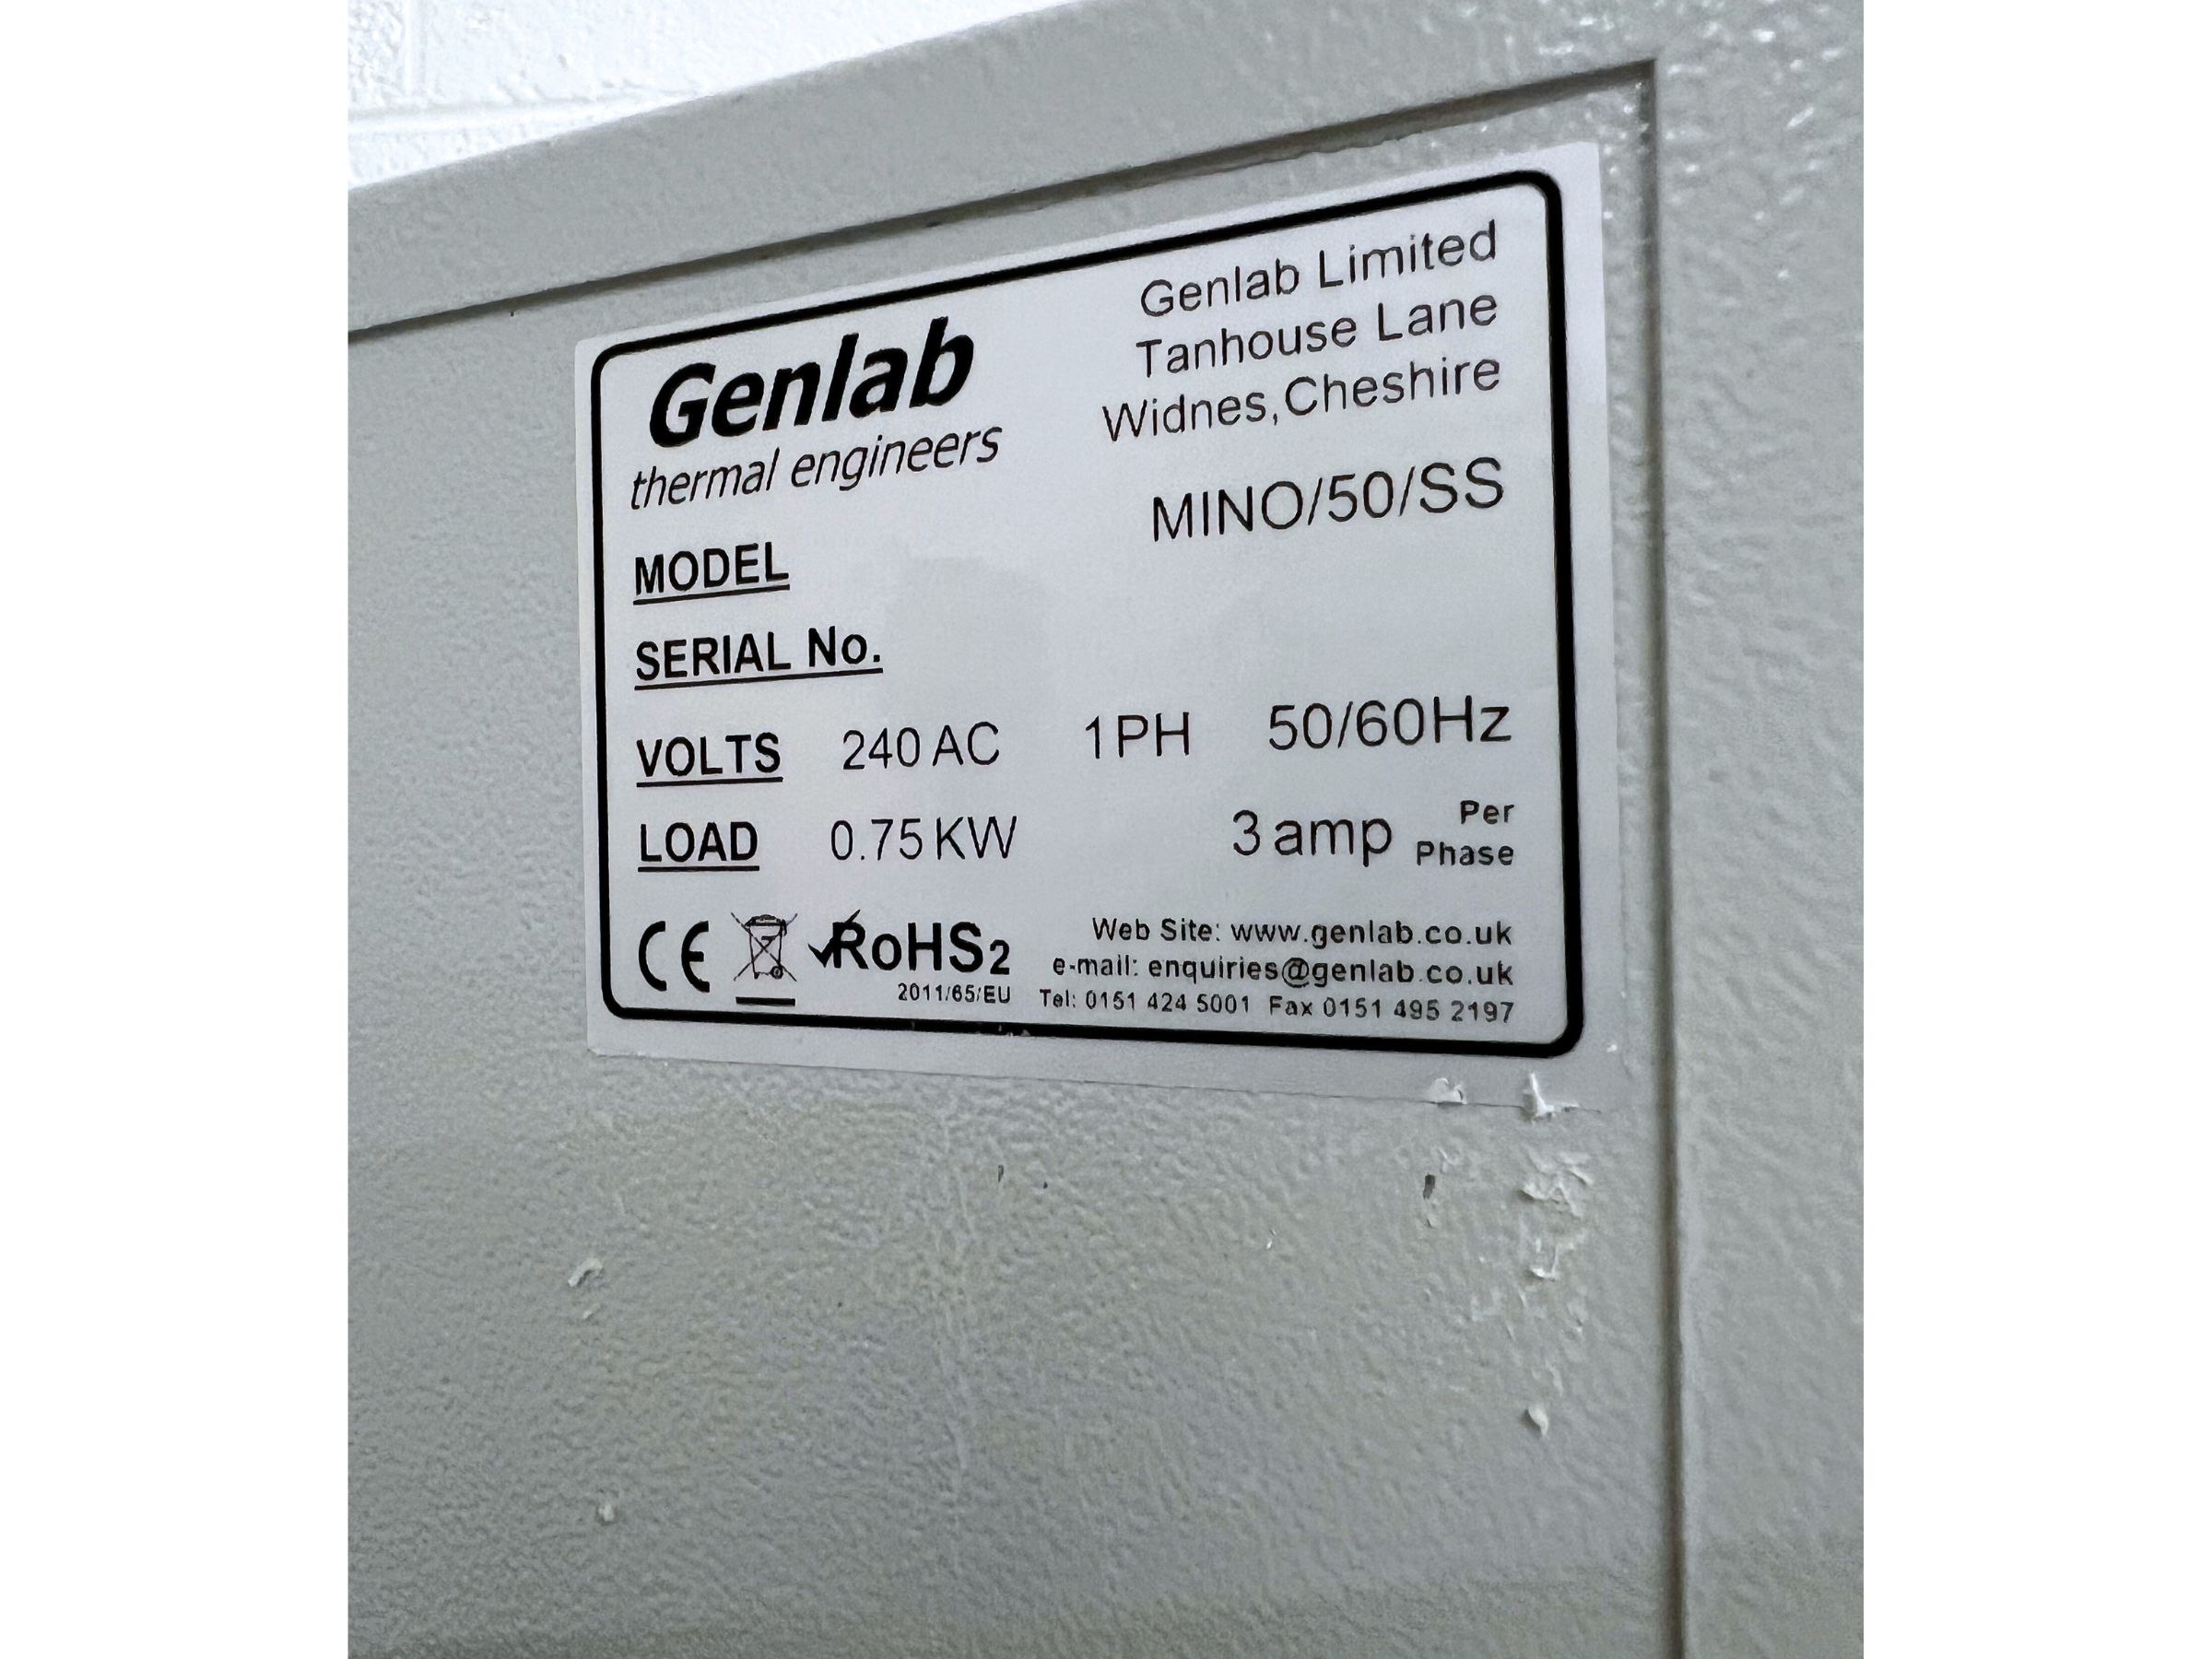 Genlab
thermal engineers
Genlab Limited
Tanhouse Lane
Widnes, Cheshire
MODEL MINO/50/SS
SERIAL No.
VOLTS 240 AC 1 PH 50/60Hz
LOAD 0.75 KW 3 amp Per Phase
CE RoHS2
2011/65/EU
Web Site: www.genlab.co.uk
e-mail: enquiries@genlab.co.uk
Tel: 0151 424 5001 Fax 0151 495 2197